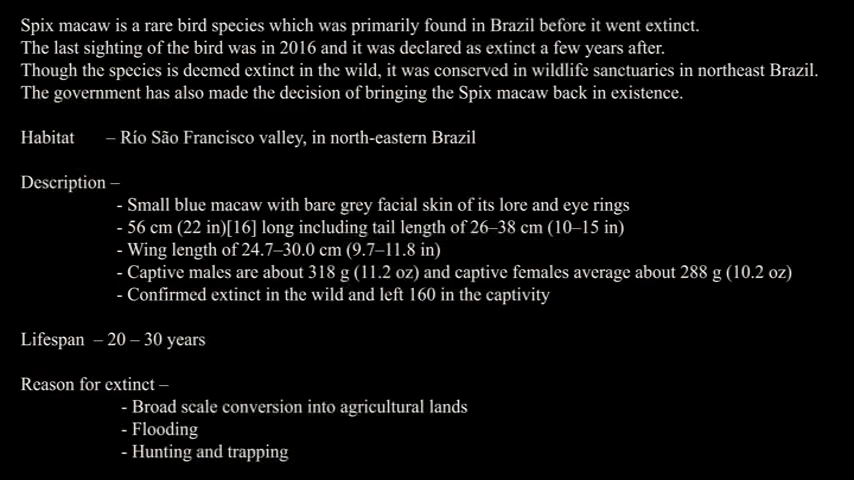 Spix macaw is a rare bird species which was primarily found in Brazil before it went extinct.
The last sighting of the bird was in 2016 and it was declared as extinct a few years after.
Though the species is deemed extinct in the wild, it was conserved in wildlife sanctuaries in northeast Brazil.
The government has also made the decision of bringing the Spix macaw back in existence.
Habitat – Río São Francisco valley, in north-eastern Brazil
Description –
- Small blue macaw with bare grey facial skin of its lore and eye rings
- 56 cm (22 in)[16] long including tail length of 26–38 cm (10–15 in)
- Wing length of 24.7–30.0 cm (9.7–11.8 in)
- Captive males are about 318 g (11.2 oz) and captive females average about 288 g (10.2 oz)
- Confirmed extinct in the wild and left 160 in the captivity
Lifespan – 20 – 30 years
Reason for extinct –
- Broad scale conversion into agricultural lands
- Flooding
- Hunting and trapping